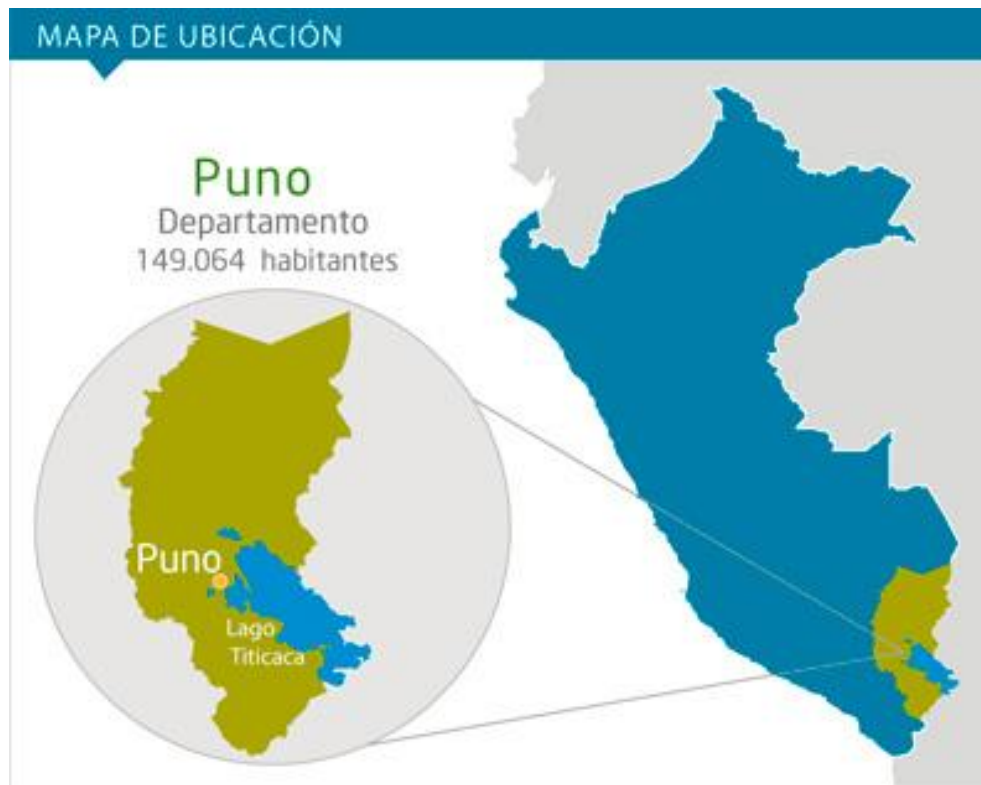 MAPA DE UBICACIÓN
Puno
Departamento
149.064 habitantes
Puno
Lago
Titicaca